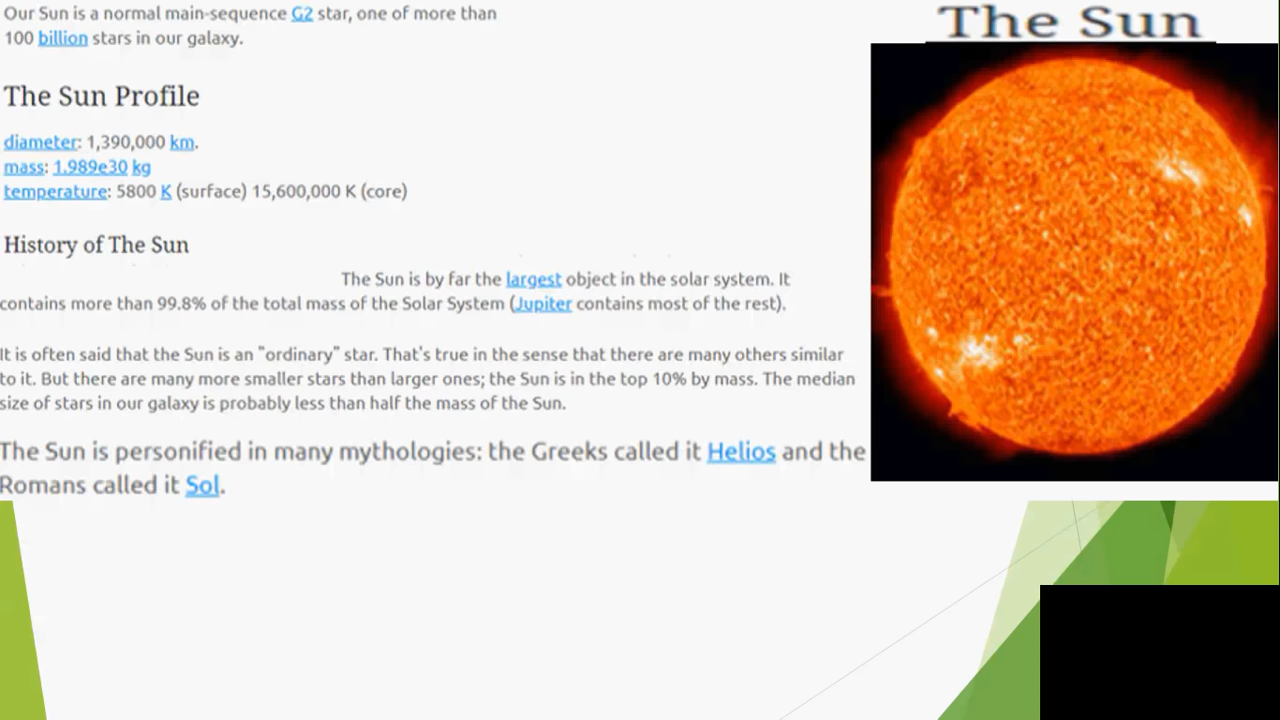 Our Sun is a normal main-sequence G2 star, one of more than
100 billion stars in our galaxy.
The Sun
The Sun Profile
diameter: 1,390,000 km.
mass: 1.989e30 kg
temperature: 5800 K (surface) 15,600,000 K (core)
History of The Sun
The Sun is by far the largest object in the solar system. It
contains more than 99.8% of the total mass of the Solar System (Jupiter contains most of the rest).
It is often said that the Sun is an "ordinary" star. That's true in the sense that there are many others similar
to it. But there are many more smaller stars than larger ones; the Sun is in the top 10% by mass. The median
size of stars in our galaxy is probably less than half the mass of the Sun.
The Sun is personified in many mythologies: the Greeks called it Helios and the
Romans called it Sol.